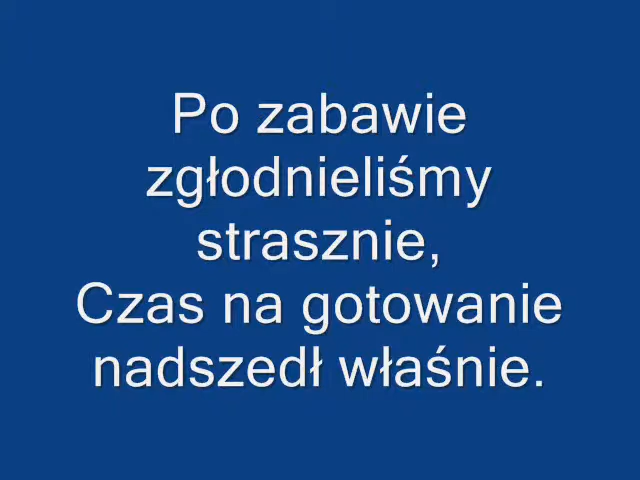 Po zabawie
zgłodnieliśmy
strasznie,
Czas na gotowanie
nadszedł właśnie.